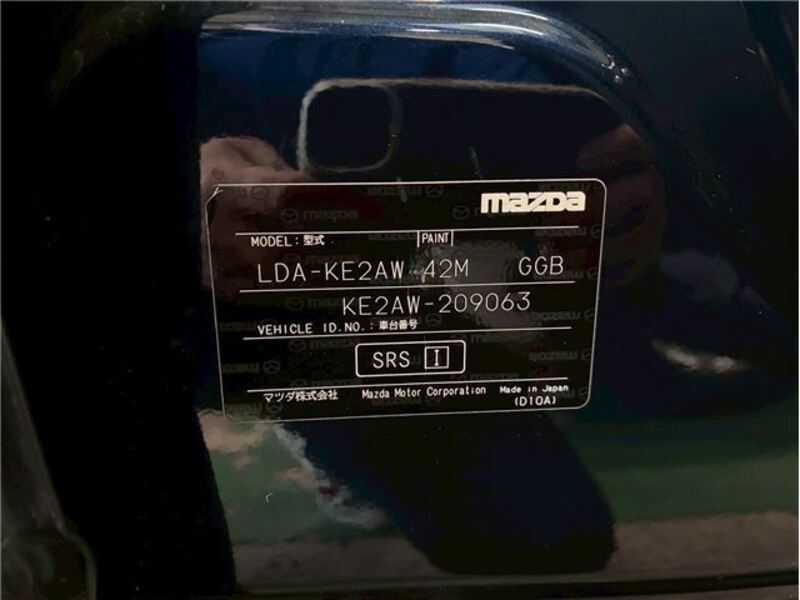 mazda
MODEL: 型式 PAINT
LDA-KE2AW 42M GGB
KE2AW-209063
VEHICLE ID.NO.: 車台番号
SRS I
マツダ株式会社 Mazda Motor Corporation Made in Japan
(D10A)